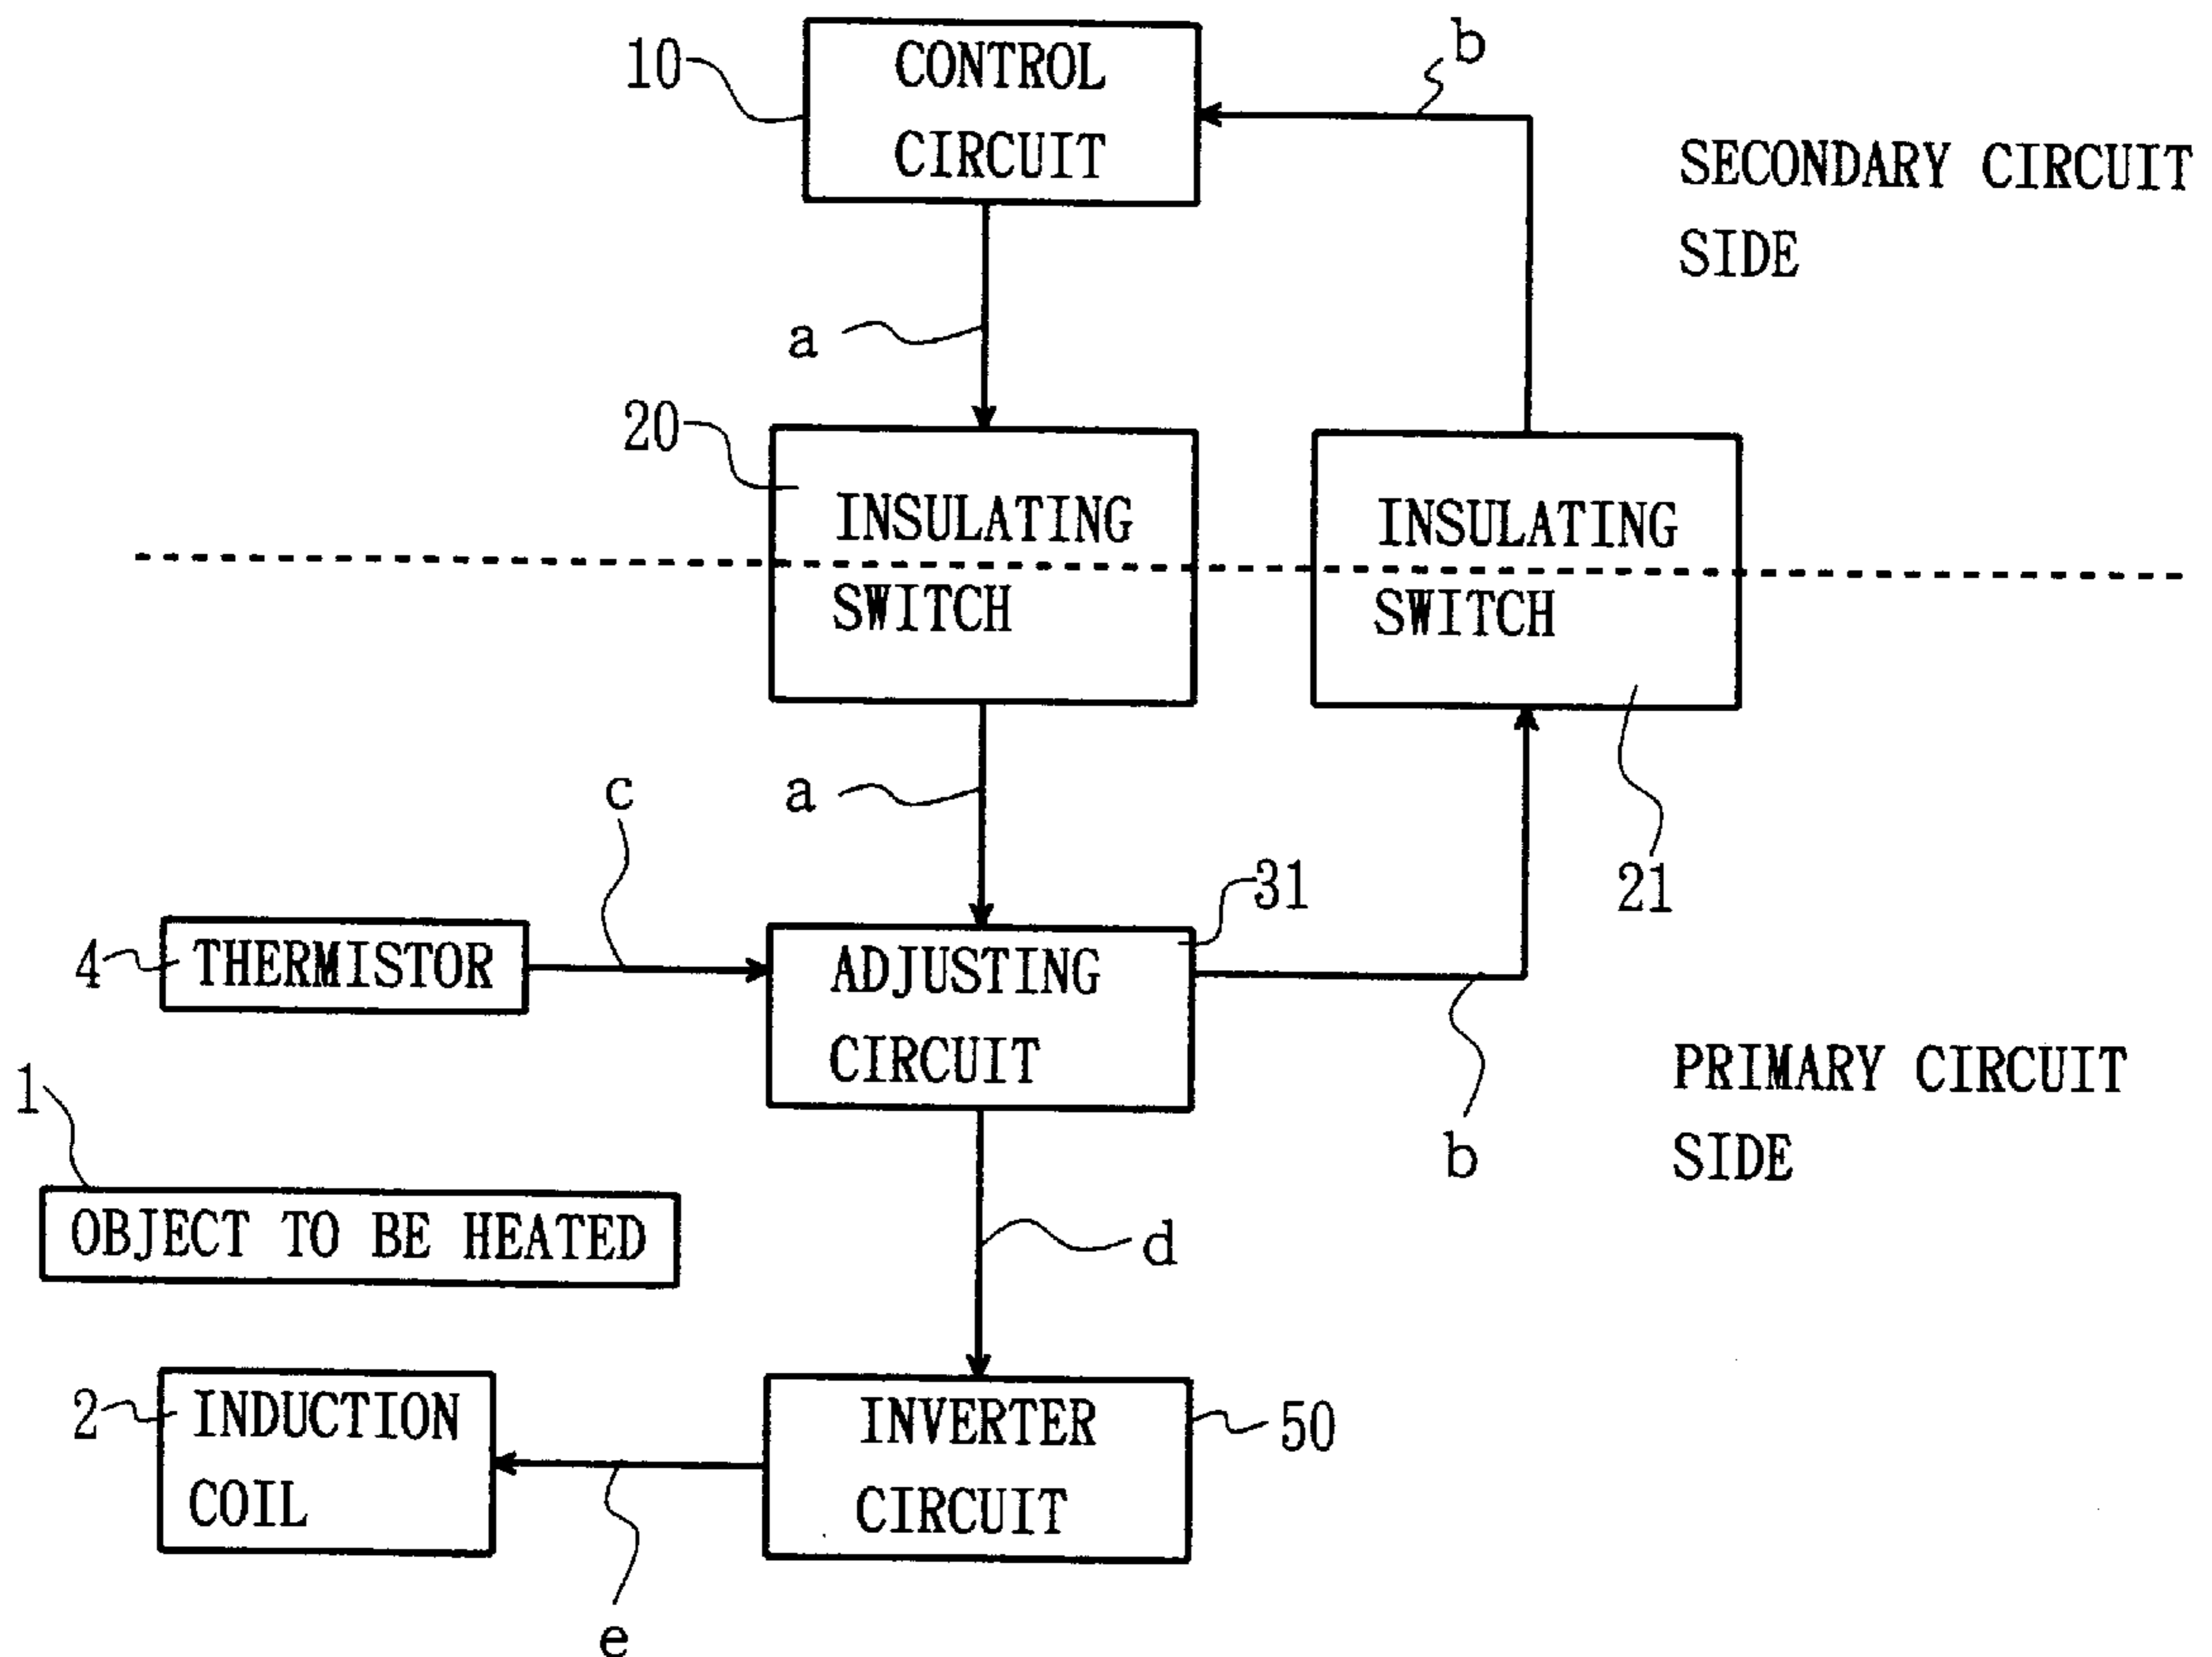 10
CONTROL
CIRCUIT
b
SECONDARY CIRCUIT
SIDE
a
20
INSULATING
SWITCH
INSULATING
SWITCH
21
a
c
31
4
THERMISTOR
ADJUSTING
CIRCUIT
b
PRIMARY CIRCUIT
SIDE
1
OBJECT TO BE HEATED
d
2
INDUCTION
COIL
INVERTER
CIRCUIT
50
e